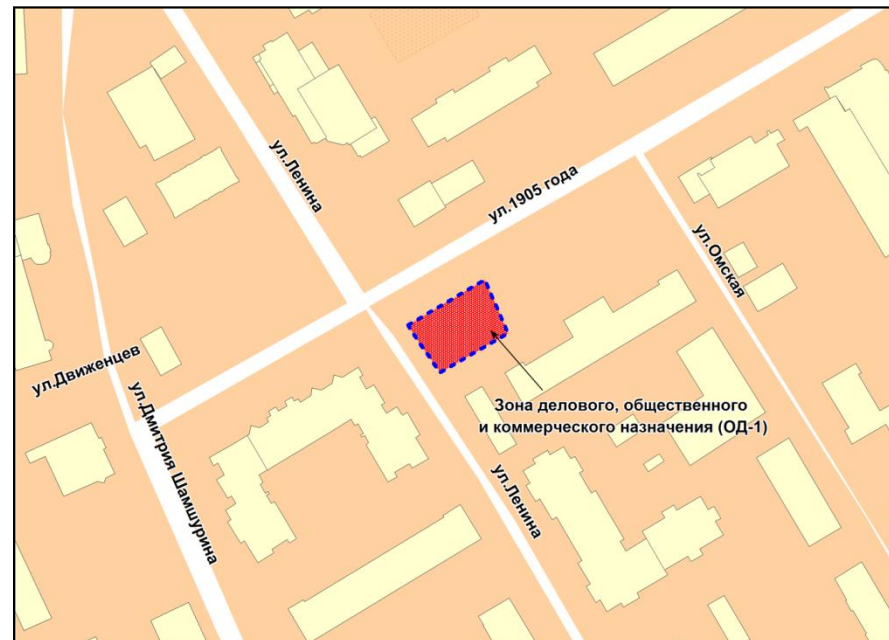 ул.Ленина
ул.1905 года
ул.Омская
ул.Движенцев
ул.Дмитрия Шамшурина
Зона делового, общественного
и коммерческого назначения (ОД-1)
ул.Ленина